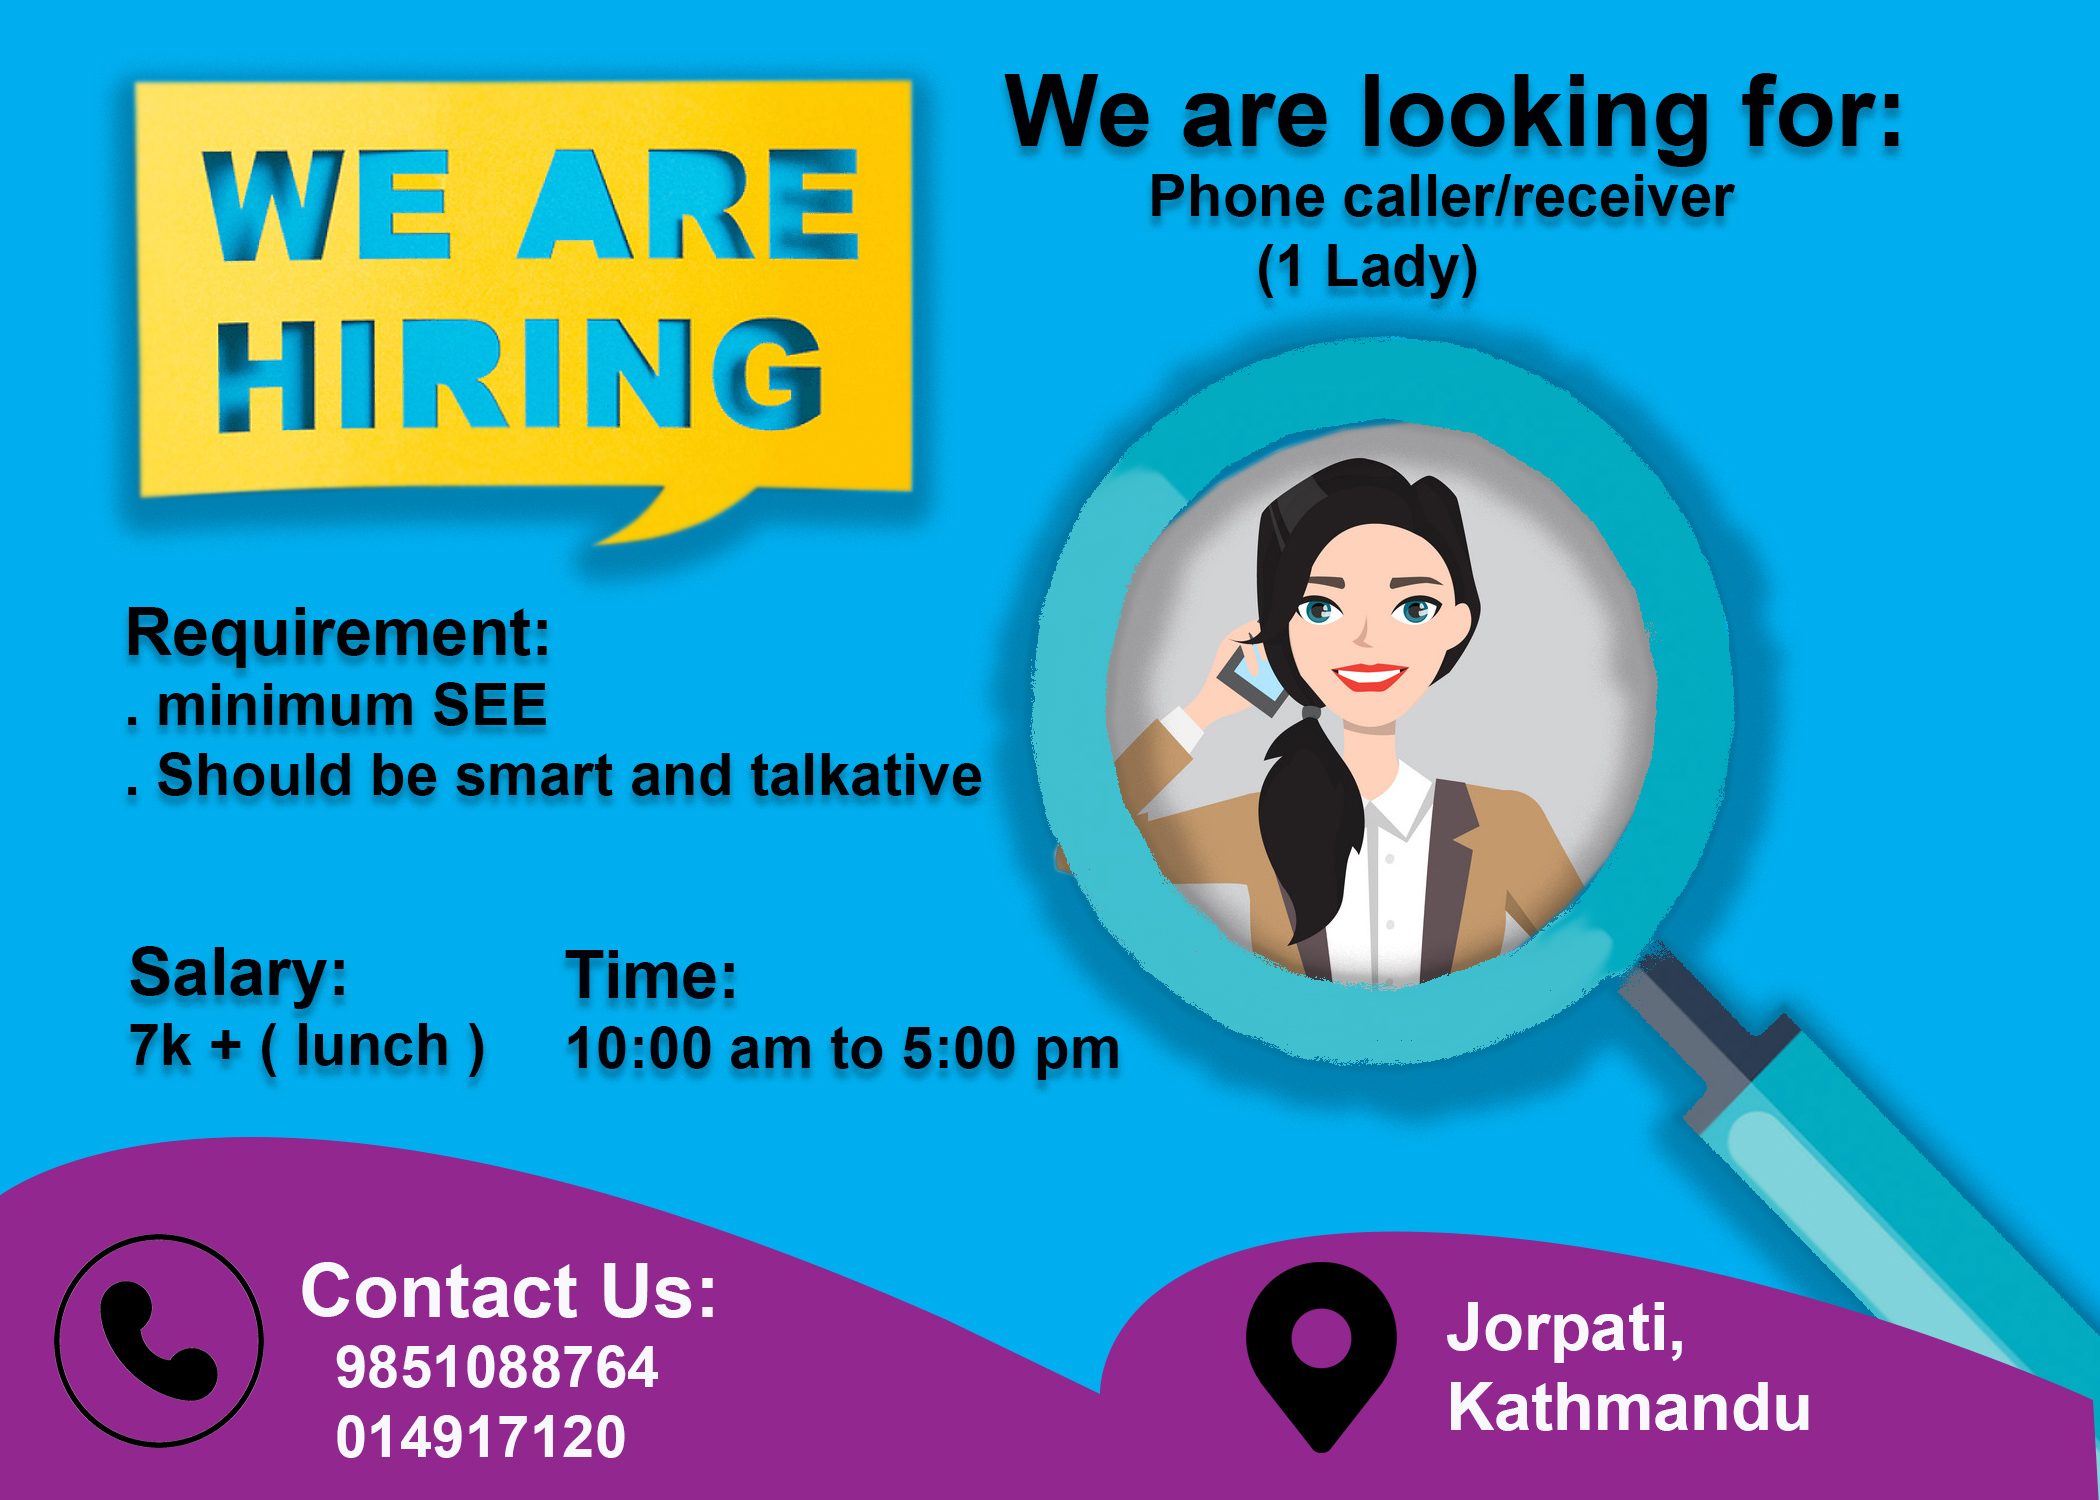 WE ARE
HIRING
We are looking for:
Phone caller/receiver
(1 Lady)
Requirement:
. minimum SEE
. Should be smart and talkative
Salary:
7k + ( lunch )
Time:
10:00 am to 5:00 pm
Contact Us:
9851088764
014917120
Jorpati,
Kathmandu